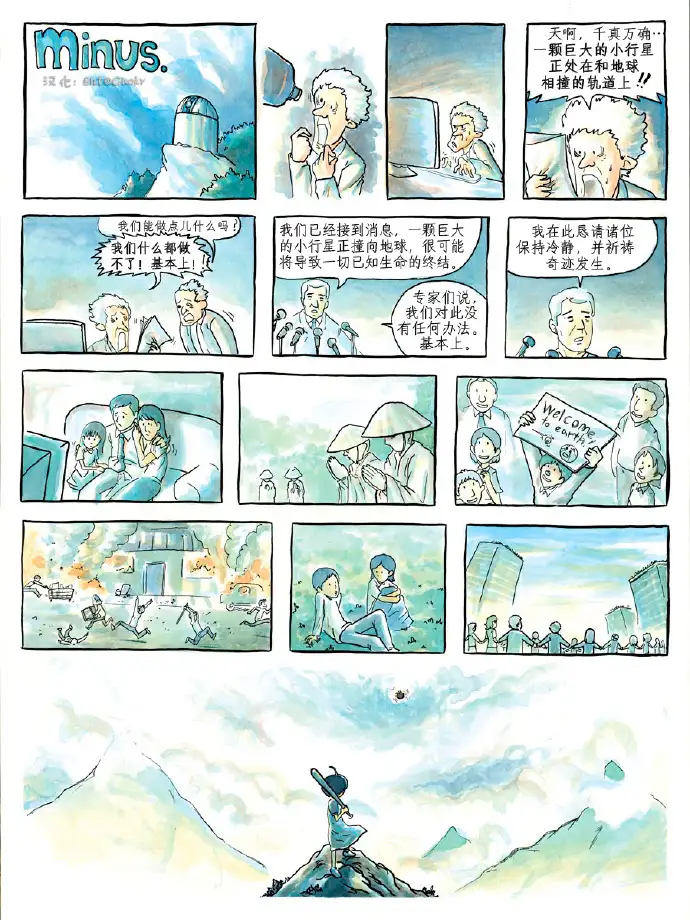 minus.
天啊，千真万确…
一颗巨大的小行星
正处在和地球
相撞的轨道上!!
我们能做点儿什么吗?
我们什么都做
不了! 基本上!
我们已经接到消息，一颗巨大
的小行星正撞向地球，很可能
将导致一切已知生命的终结。
专家们说，
我们对此没
有任何办法。
基本上。
我在此恳请诸位
保持冷静，并祈祷
奇迹发生。
Welcome
to earth